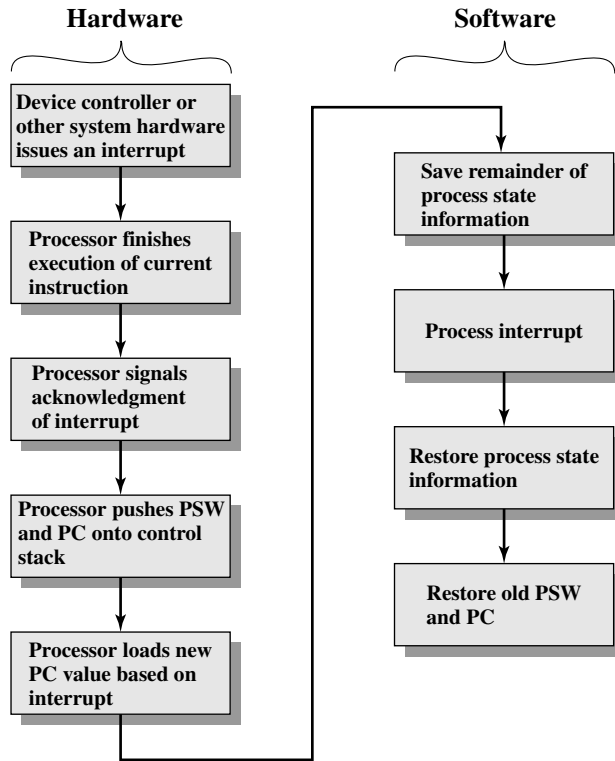 Hardware
Device controller or
other system hardware
issues an interrupt
Processor finishes
execution of current
instruction
Processor signals
acknowledgment
of interrupt
Processor pushes PSW
and PC onto control
stack
Processor loads new
PC value based on
interrupt
Software
Save remainder of
process state
information
Process interrupt
Restore process state
information
Restore old PSW
and PC